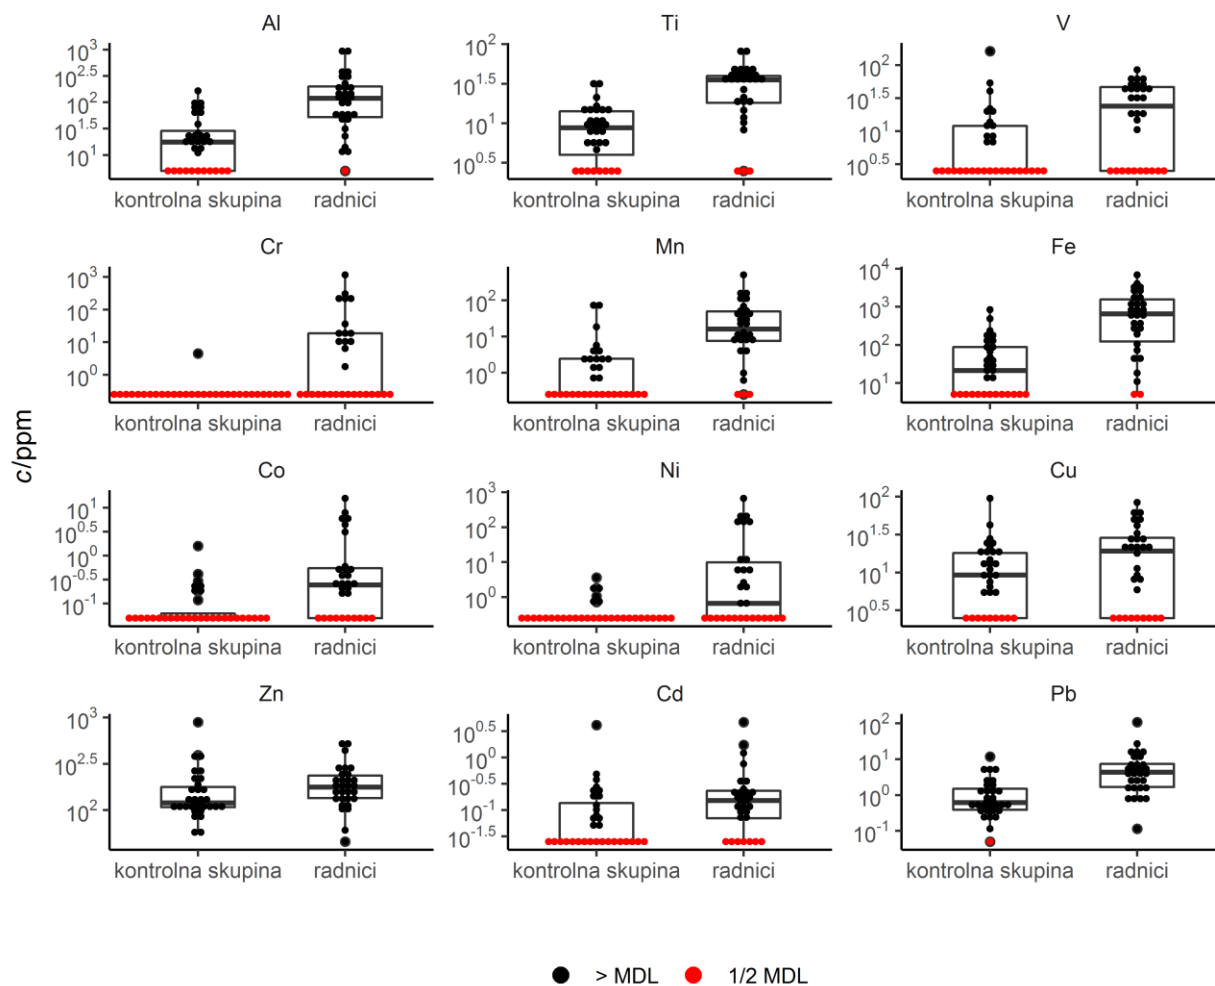 Al
Ti
V
10^3
10^2.5
10^2
10^1.5
10^1
10^2
10^1.5
10^1
10^0.5
10^2
10^1.5
10^1
10^0.5
kontrolna skupina radnici
kontrolna skupina radnici
kontrolna skupina radnici
Cr
Mn
Fe
10^3
10^2
10^1
10^0
10^2
10^1
10^0
10^4
10^3
10^2
10^1
kontrolna skupina radnici
kontrolna skupina radnici
kontrolna skupina radnici
c/ppm
Co
Ni
Cu
10^1
10^0.5
10^0
10^-0.5
10^-1
10^3
10^2
10^1
10^0
10^2
10^1.5
10^1
10^0.5
kontrolna skupina radnici
kontrolna skupina radnici
kontrolna skupina radnici
Zn
Cd
Pb
10^3
10^2.5
10^2
10^0.5
10^0
10^-0.5
10^-1
10^-1.5
10^2
10^1
10^0
10^-1
kontrolna skupina radnici
kontrolna skupina radnici
kontrolna skupina radnici
> MDL 1/2 MDL